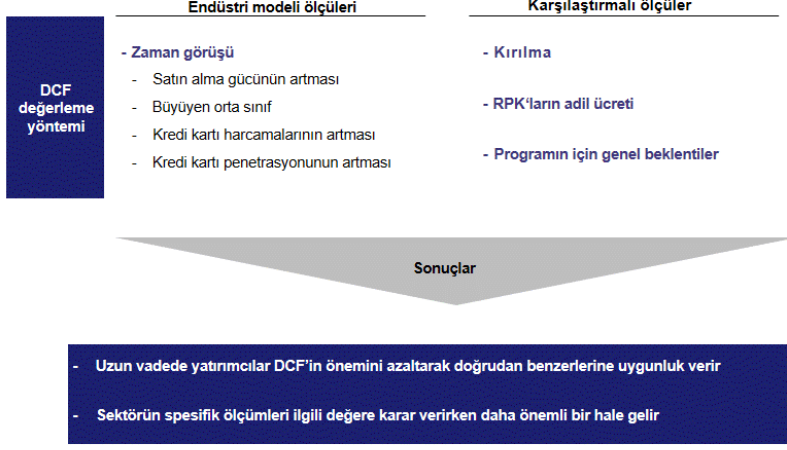 Endüstri modeli ölçüleri
Karşılaştırmalı ölçüler
DCF
değerleme
yöntemi
- Zaman görüşü
- Satın alma gücünün artması
- Büyüyen orta sınıf
- Kredi kartı harcamalarının artması
- Kredi kartı penetrasyonunun artması
- Kırılma
- RPK‘ların adil ücreti
- Programın için genel beklentiler
Sonuçlar
- Uzun vadede yatırımcılar DCF’in önemini azaltarak doğrudan benzerlerine uygunluk verir
- Sektörün spesifik ölçümleri ilgili değere karar verirken daha önemli bir hale gelir